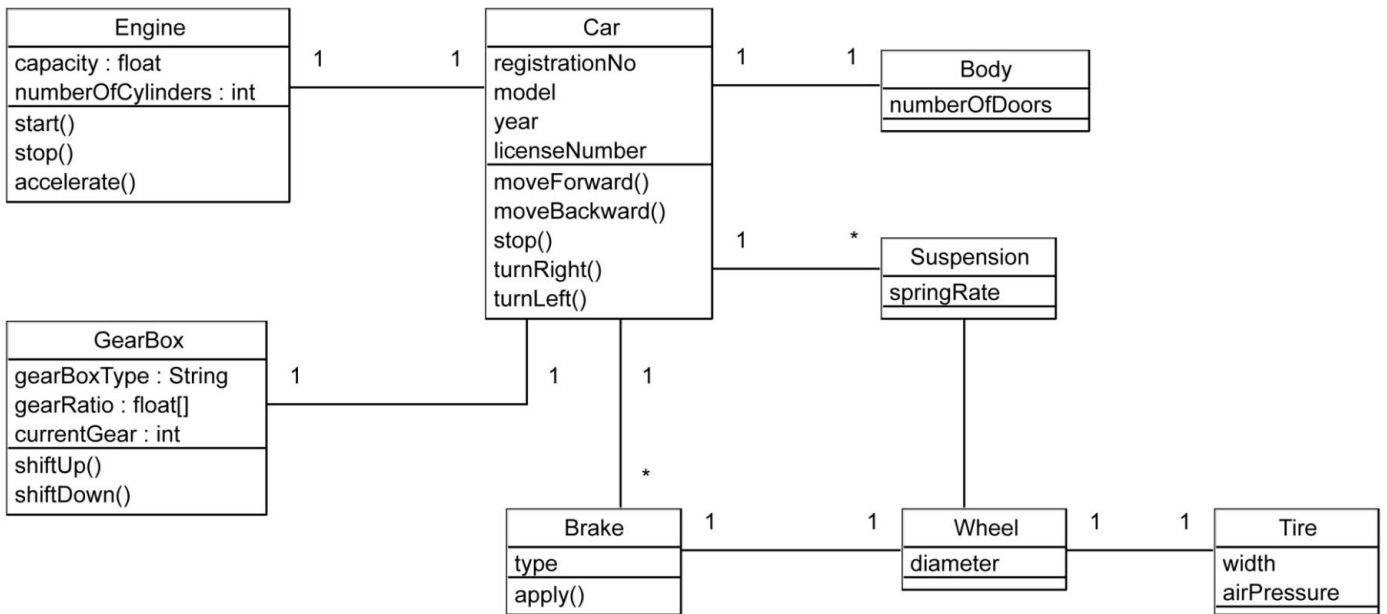 Engine
capacity : float
numberOfCylinders : int
start()
stop()
accelerate()
1
1
Car
registrationNo
model
year
licenseNumber
moveForward()
moveBackward()
stop()
turnRight()
turnLeft()
1
1
Body
numberOfDoors
1
*
Suspension
springRate
GearBox
gearBoxType : String
gearRatio : float[]
currentGear : int
shiftUp()
shiftDown()
1
1
1
*
Brake
type
apply()
1
1
Wheel
diameter
1
1
Tire
width
airPressure